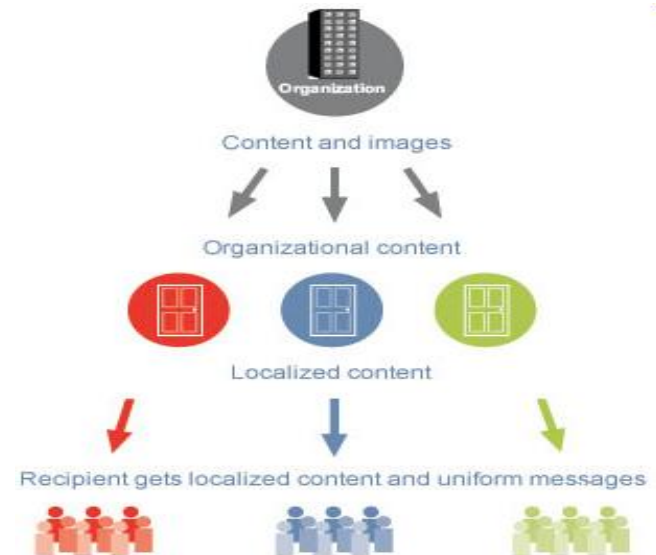 Organization
Content and images
Organizational content
Localized content
Recipient gets localized content and uniform messages